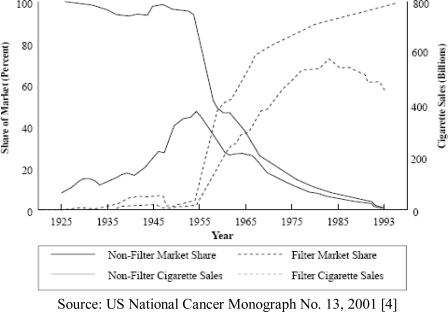 100
80
60
40
20
0
Share of Market (Percent)
800
600
400
200
0
Cigarette Sales (Billions)
1925 1935 1945 1955 1965 1975 1983 1993
Year
Non-Filter Market Share Filter Market Share
Non-Filter Cigarette Sales Filter Cigarette Sales
Source: US National Cancer Monograph No. 13, 2001 [4]